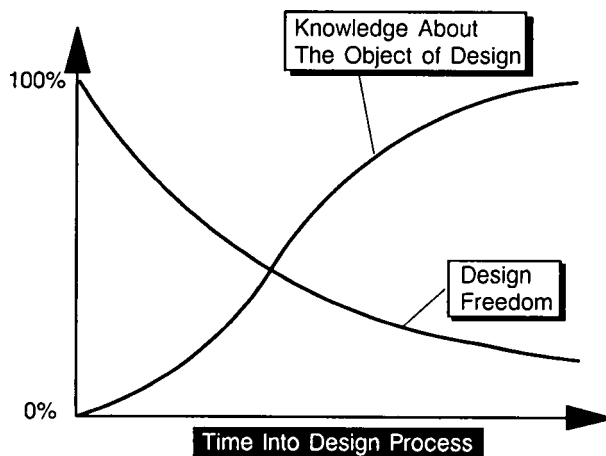 Knowledge About
The Object of Design
100%
Design
Freedom
0%
Time Into Design Process